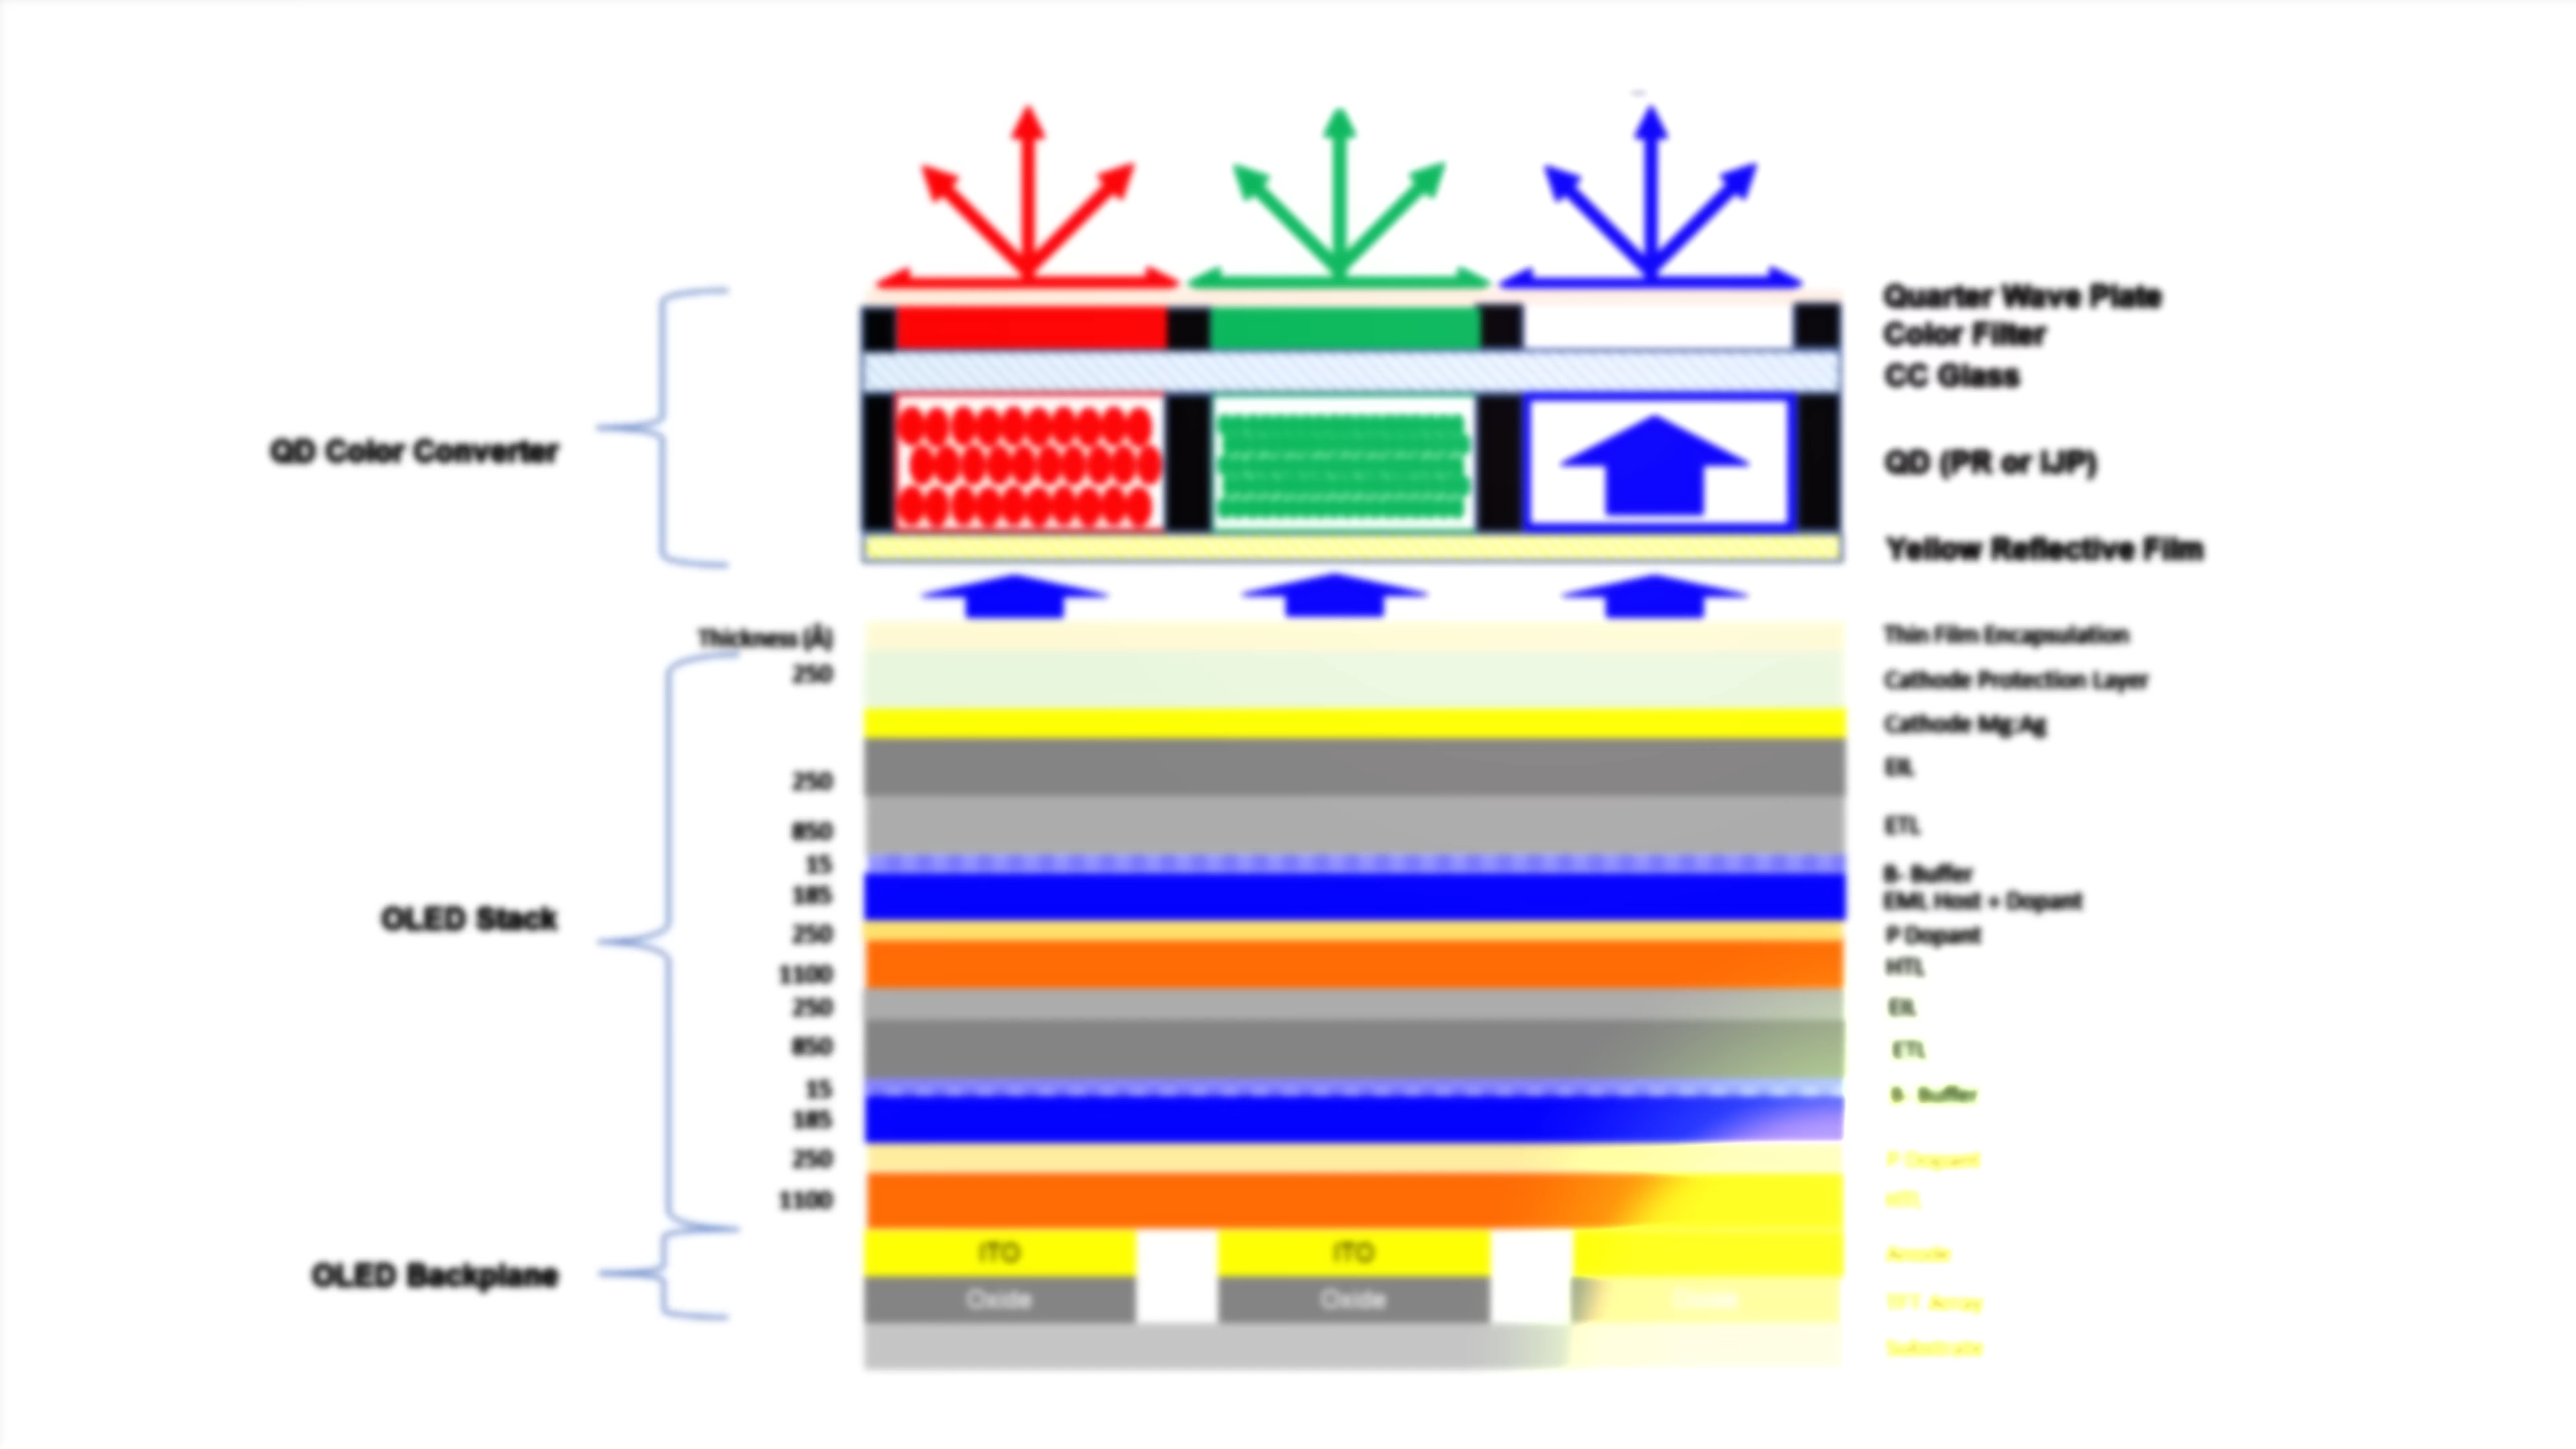 Quarter Wave Plate
Color Filter
CC Glass
QD Color Converter
QD (PR or IJP)
Yellow Reflective Film
Thickness (Å)
Thin Film Encapsulation
250
Cathode Protection Layer
Cathode Mg:Ag
250
EIL
850
ETL
15
B- Buffer
185
EML Host + Dopant
OLED Stack
250
P Dopant
1100
HTL
250
EIL
850
ETL
15
B- Buffer
185
250
P Dopant
1100
HTL
OLED Backplane
ITO
ITO
Anode
Oxide
Oxide
Oxide
TFT Array
Substrate